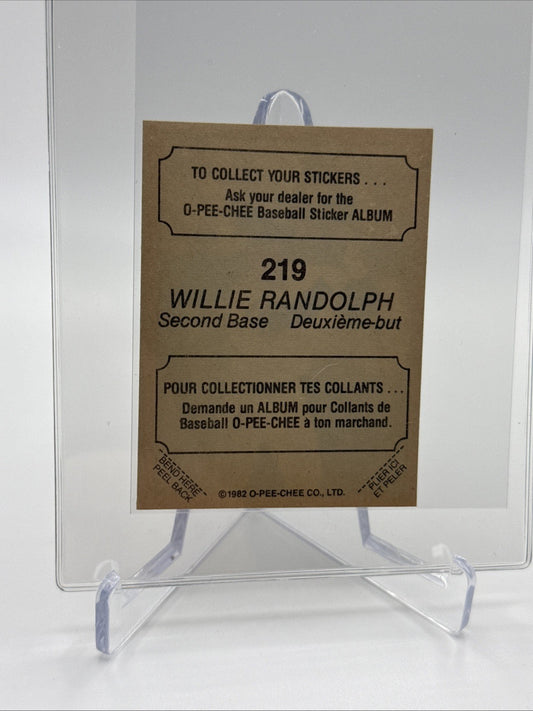 TO COLLECT YOUR STICKERS . . .
Ask your dealer for the
O-PEE-CHEE Baseball Sticker ALBUM
219
WILLIE RANDOLPH
Second Base Deuxième-but
POUR COLLECTIONNER TES COLLANTS . . .
Demande un ALBUM pour Collants de
Baseball O-PEE-CHEE à ton marchand.
BEND HERE
PEEL BACK
©1982 O-PEE-CHEE CO., LTD.
PLIER ICI
ET PELER